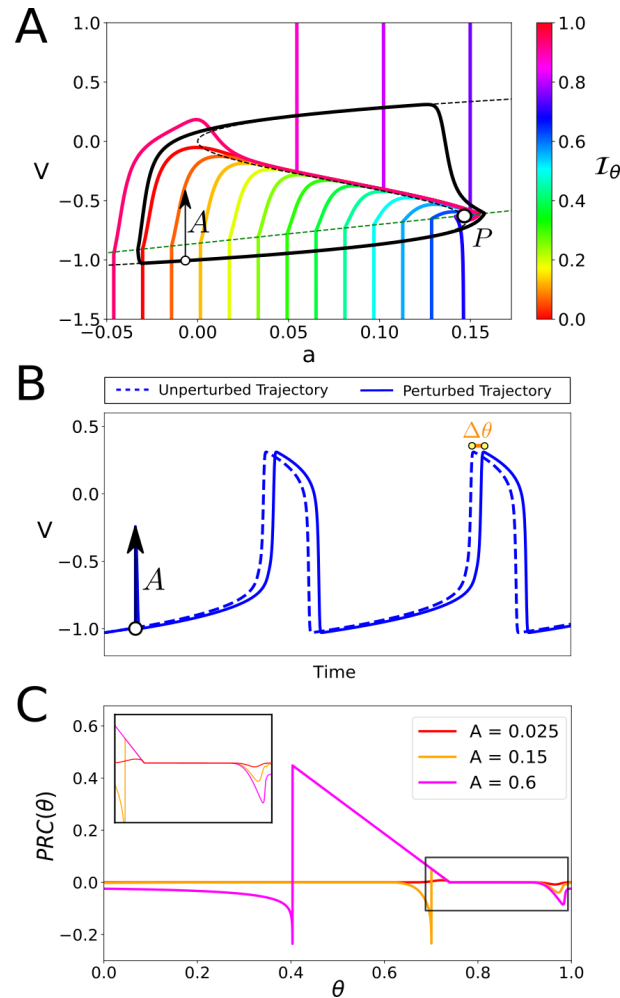 A
1.0
0.5
0.0
−0.5
−1.0
−1.5
V
−0.05
0.00
0.05
0.10
0.15
a
A
P
1.0
0.8
0.6
0.4
0.2
0.0
I_θ
B
Unperturbed Trajectory
Perturbed Trajectory
0.5
0.0
−0.5
−1.0
V
Δθ
A
Time
C
0.6
0.4
0.2
0.0
−0.2
PRC(θ)
A = 0.025
A = 0.15
A = 0.6
0.0
0.2
0.4
0.6
0.8
1.0
θ